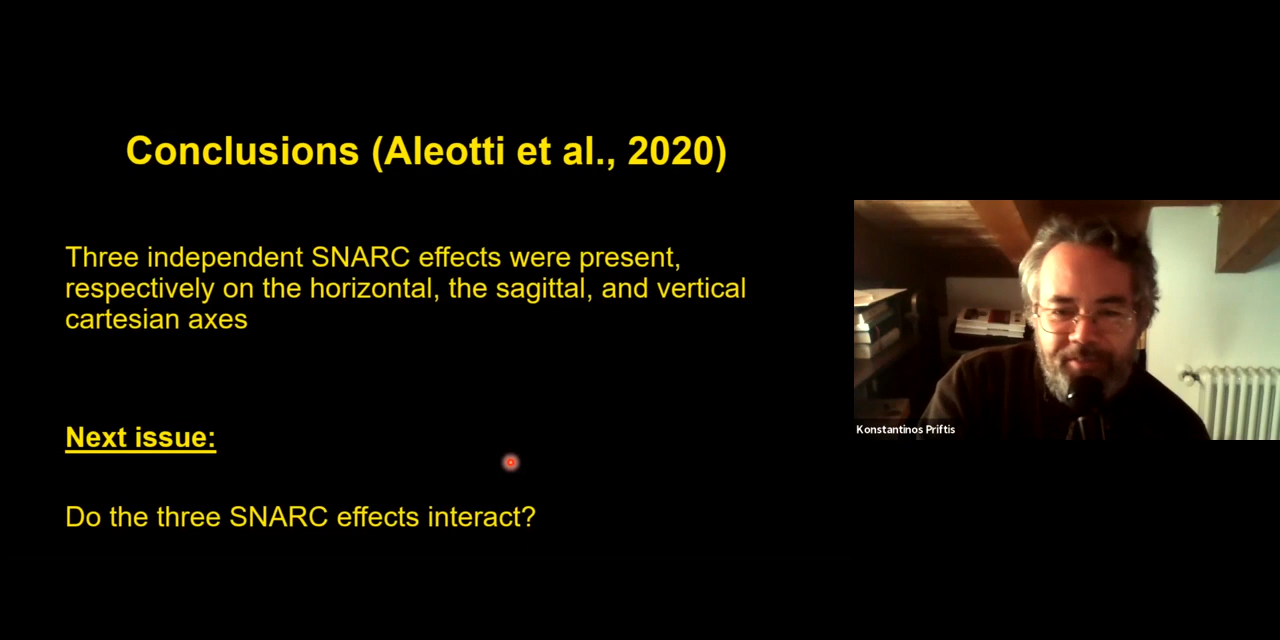 Conclusions (Aleotti et al., 2020)
Three independent SNARC effects were present,
respectively on the horizontal, the sagittal, and vertical
cartesian axes
Next issue:
Do the three SNARC effects interact?
Konstantinos Priftis